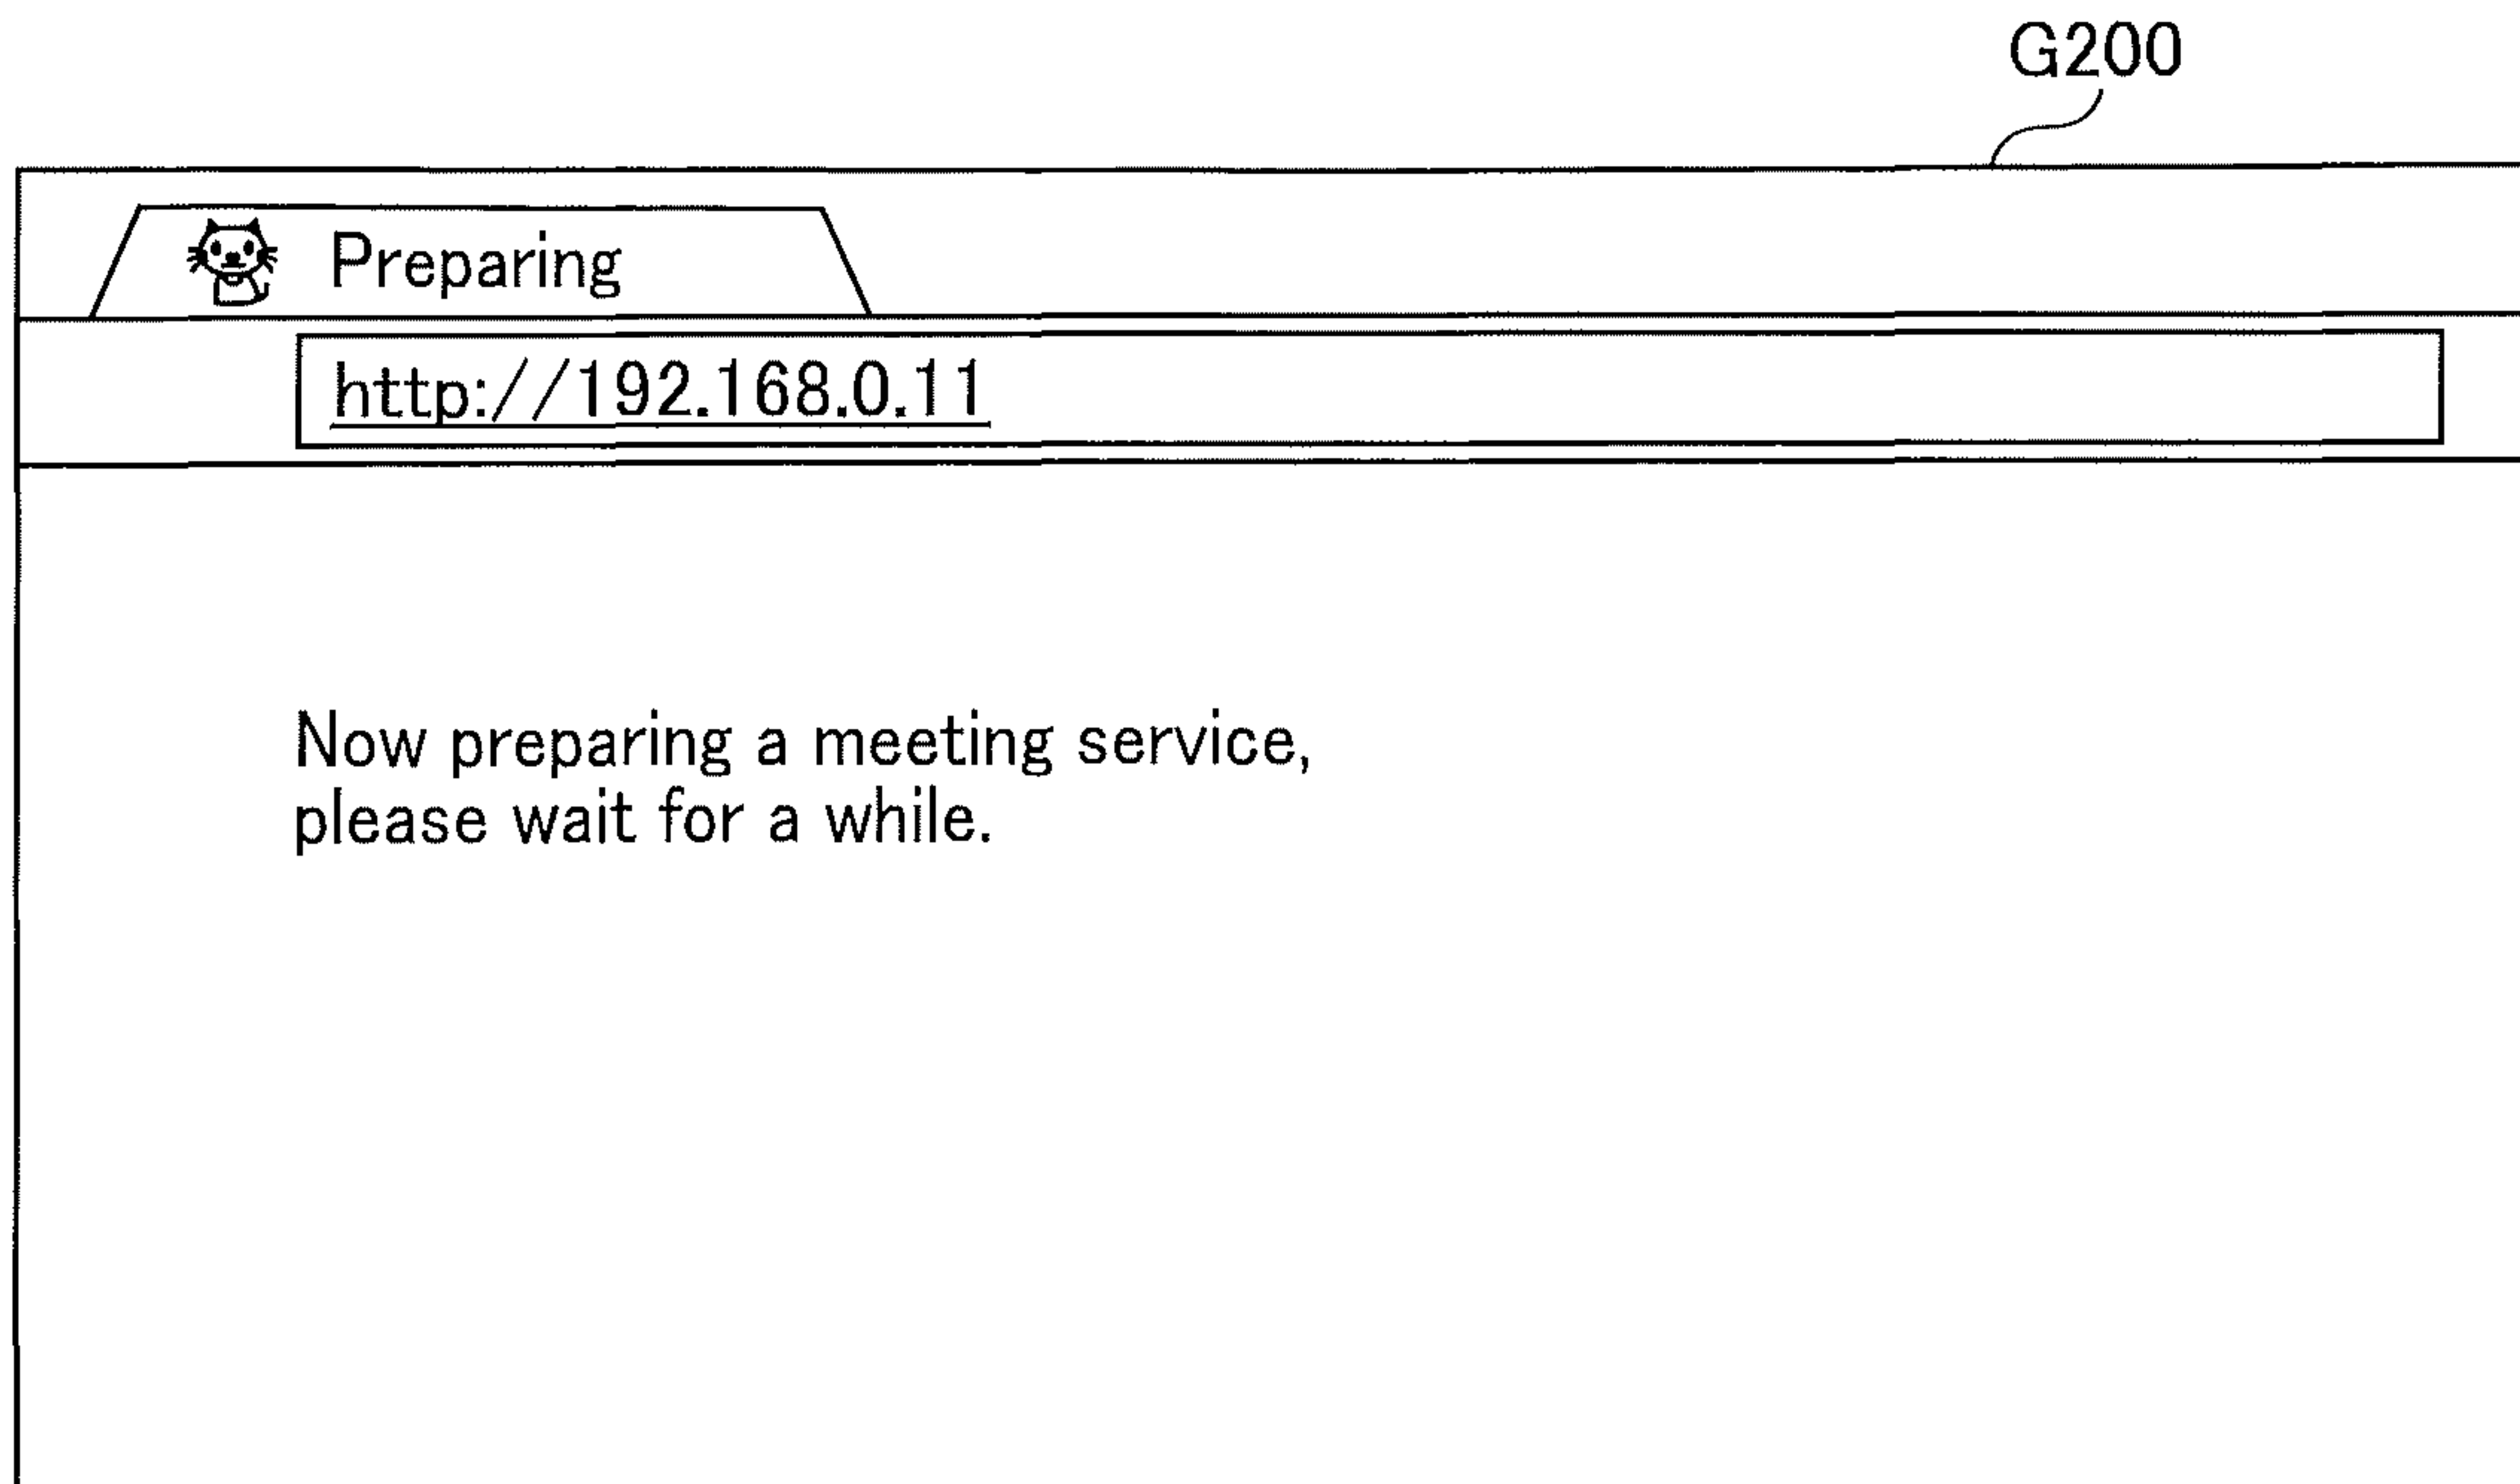 G200
Preparing
http://192.168.0.11
Now preparing a meeting service,
please wait for a while.